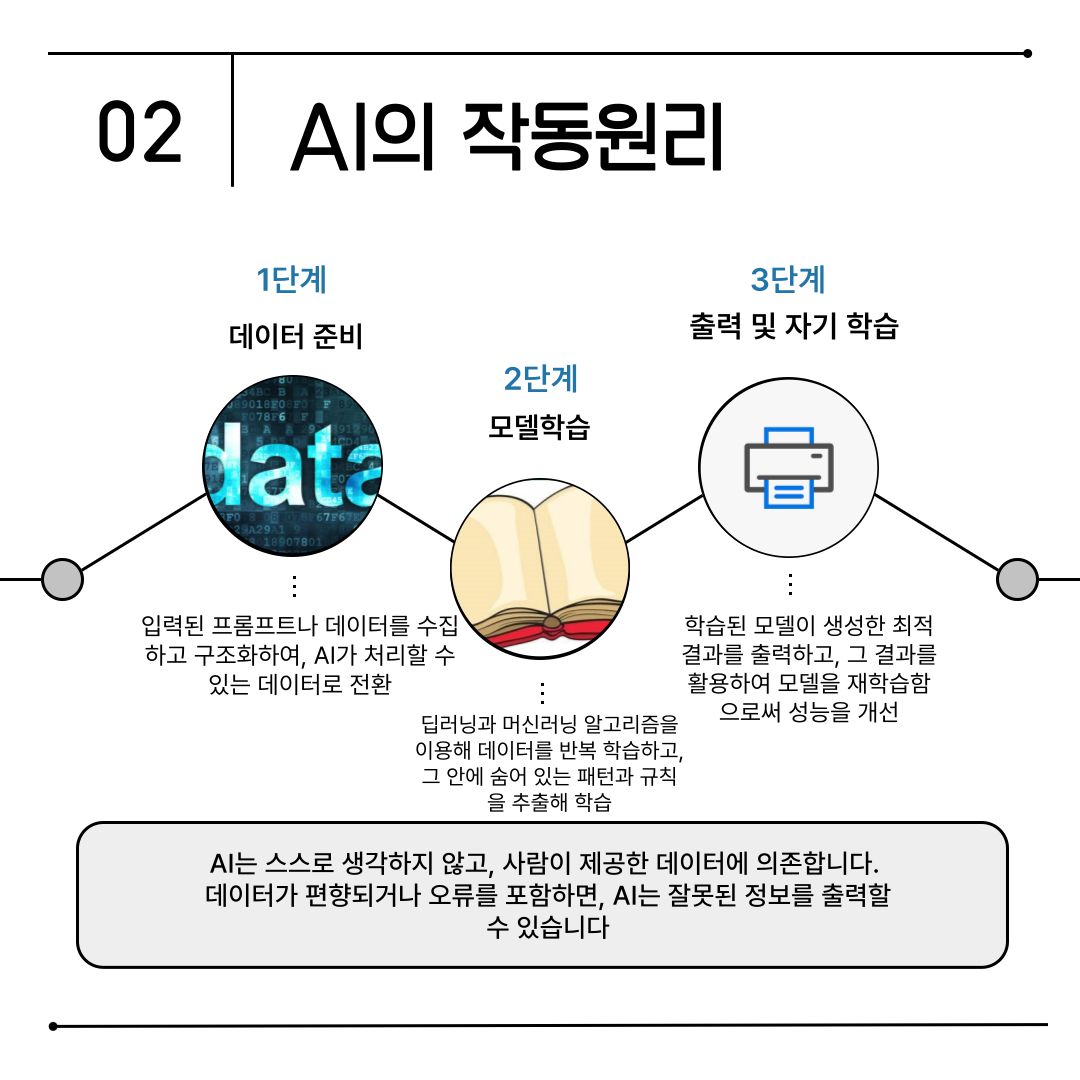 02
AI의 작동원리
1단계
데이터 준비
data
입력된 프롬프트나 데이터를 수집
하고 구조화하여, AI가 처리할 수
있는 데이터로 전환
2단계
모델학습
딥러닝과 머신러닝 알고리즘을
이용해 데이터를 반복 학습하고,
그 안에 숨어 있는 패턴과 규칙
을 추출해 학습
3단계
출력 및 자기 학습
학습된 모델이 생성한 최적
결과를 출력하고, 그 결과를
활용하여 모델을 재학습함
으로써 성능을 개선
AI는 스스로 생각하지 않고, 사람이 제공한 데이터에 의존합니다.
데이터가 편향되거나 오류를 포함하면, AI는 잘못된 정보를 출력할
수 있습니다